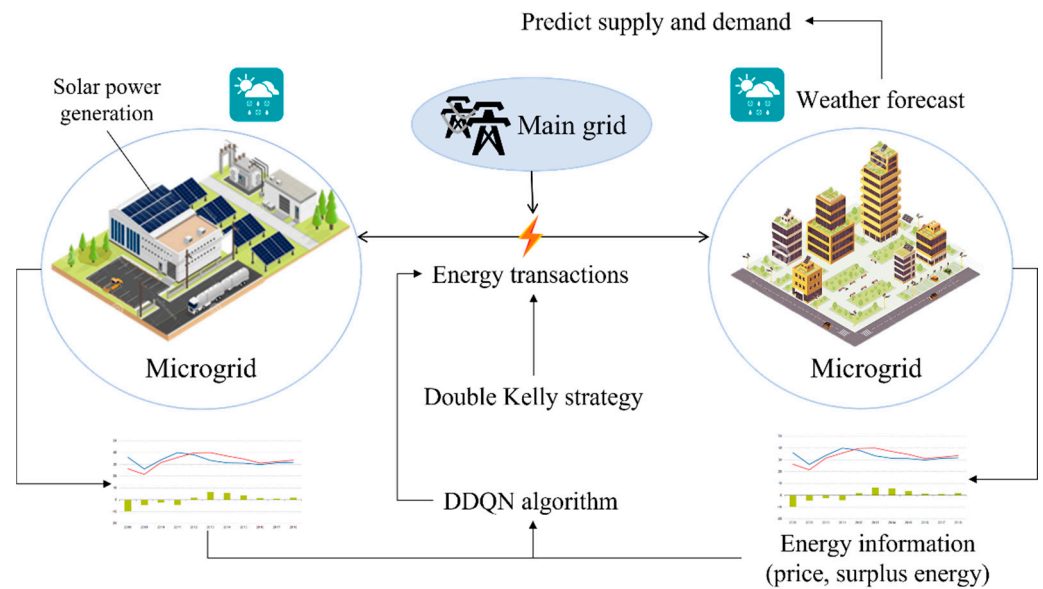 Predict supply and demand
Solar power
generation
Weather forecast
Main grid
Energy transactions
Microgrid
Microgrid
Double Kelly strategy
DDQN algorithm
Energy information
(price, surplus energy)